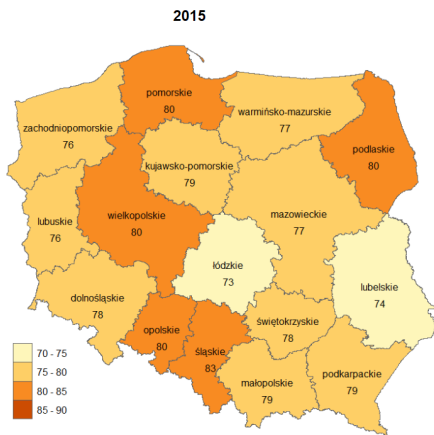 2015
pomorskie
80
warmińsko-mazurskie
77
zachodniopomorskie
76
podlaskie
80
kujawsko-pomorskie
79
lubuskie
76
wielkopolskie
80
mazowieckie
77
łódzkie
73
lubelskie
74
dolnośląskie
78
opolskie
80
śląskie
83
świętokrzyskie
78
małopolskie
79
podkarpackie
79
70 - 75
75 - 80
80 - 85
85 - 90